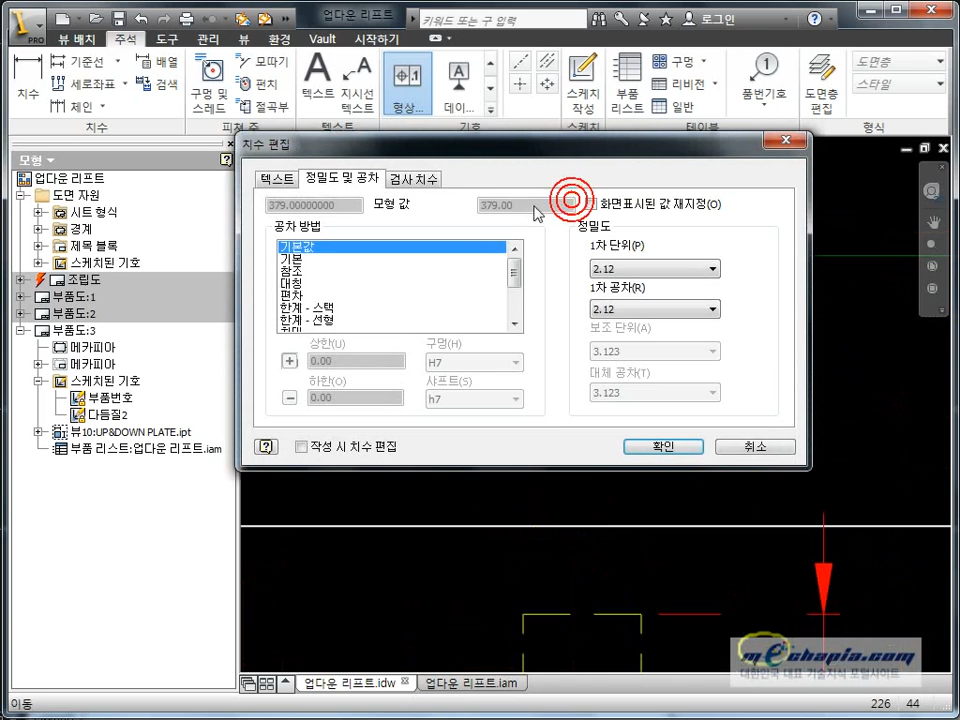 PRO
업다운 리프트
키워드 또는 구 입력
로그인
뷰 배치
주석
도구
관리
뷰
환경
Vault
시작하기
치수
기준선
배열
세로좌표
검색
체인
치수
구멍 및
스레드
모따기
펀치
절곡부
피쳐 주
텍스트
지시선
텍스트
텍스트
형상...
데이...
기호
스케치
작성
스케치
부품
리스트
구멍
리비전
일반
테이블
품번기호
도면층
편집
도면층
스타일
형식
모형
업다운 리프트
도면 자원
시트 형식
경계
제목 블록
스케치된 기호
조립도
부품도:1
부품도:2
부품도:3
메카피아
메카피아
스케치된 기호
부품번호
다듬질2
뷰10:UP&DOWN PLATE.ipt
부품 리스트:업다운 리프트.iam
치수 편집
텍스트
정밀도 및 공차
검사 치수
379.00000000
모형 값
379.00
화면표시된 값 재지정(O)
공차 방법
기본값
기본
참조
대칭
편차
한계 - 스택
한계 - 선형
상한(U)
0.00
하한(O)
0.00
구멍(H)
H7
샤프트(S)
h7
정밀도
1차 단위(P)
2.12
1차 공차(R)
2.12
보조 단위(A)
3.123
대체 공차(T)
3.123
작성 시 치수 편집
확인
취소
mechapia.com
대한민국 대표 기술지식 포털사이트
업다운 리프트.idw
업다운 리프트.iam
이동
226
44